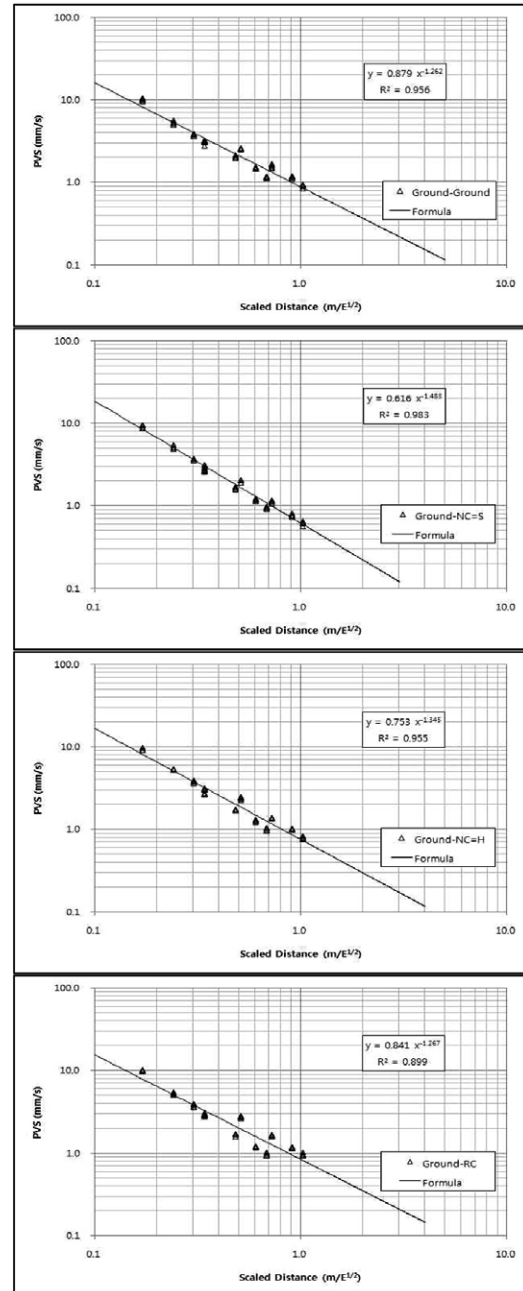 100.0
y = 0.879 x-1.262
R² = 0.956
10.0
PVS (mm/s)
1.0
Ground-Ground
Formula
0.1
0.1 1.0 10.0
Scaled Distance (m/E1/2)
100.0
y = 0.616 x-1.483
R² = 0.983
10.0
PVS (mm/s)
1.0
Ground-NC=S
Formula
0.1
0.1 1.0 10.0
Scaled Distance (m/E1/2)
100.0
y = 0.753 x-1.345
R² = 0.955
10.0
PVS (mm/s)
1.0
Ground-NC=H
Formula
0.1
0.1 1.0 10.0
Scaled Distance (m/E1/2)
100.0
y = 0.841 x-1.267
R² = 0.899
10.0
PVS (mm/s)
1.0
Ground-RC
Formula
0.1
0.1 1.0 10.0
Scaled Distance (m/E1/2)